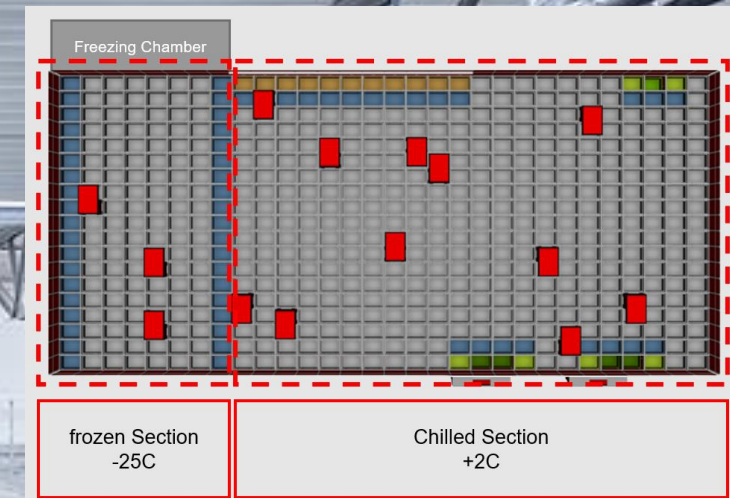 Freezing Chamber
frozen Section
-25C
Chilled Section
+2C